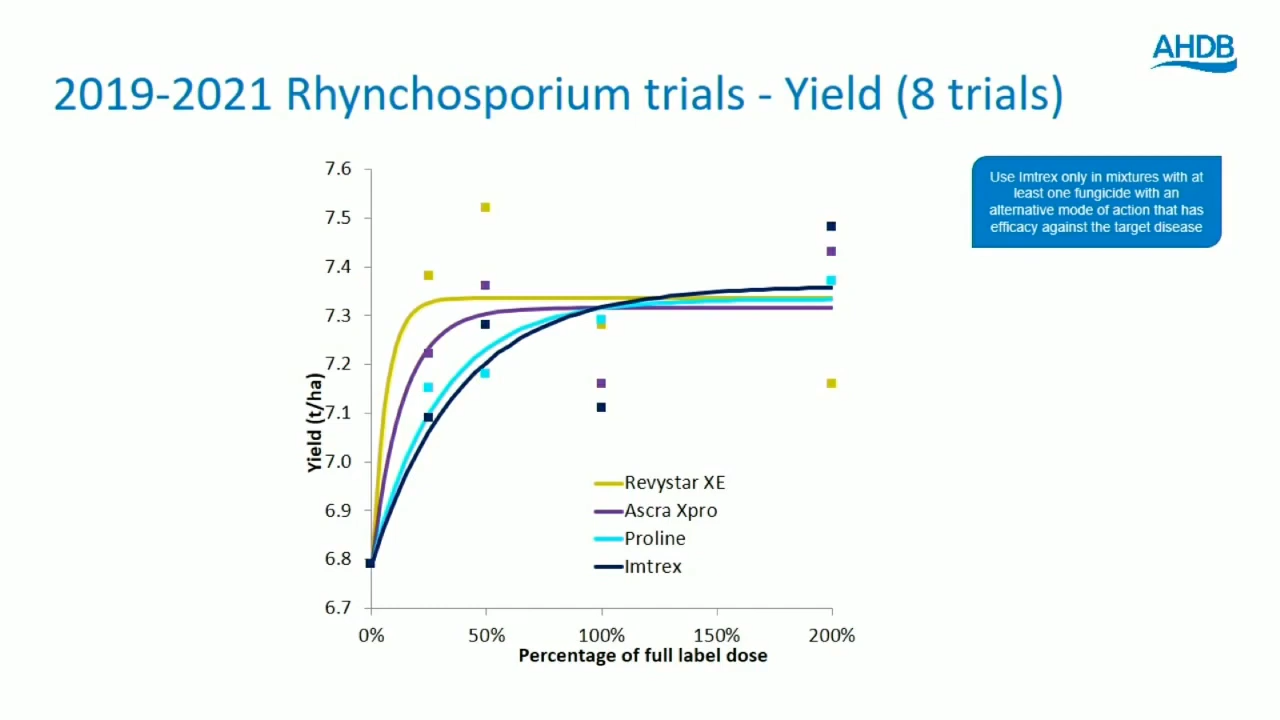 AHDB
2019-2021 Rhynchosporium trials - Yield (8 trials)
Use Imtrex only in mixtures with at
least one fungicide with an
alternative mode of action that has
efficacy against the target disease
7.6
7.5
7.4
7.3
7.2
7.1
7.0
6.9
6.8
6.7
Yield (t/ha)
Revystar XE
Ascra Xpro
Proline
Imtrex
0% 50% 100% 150% 200%
Percentage of full label dose